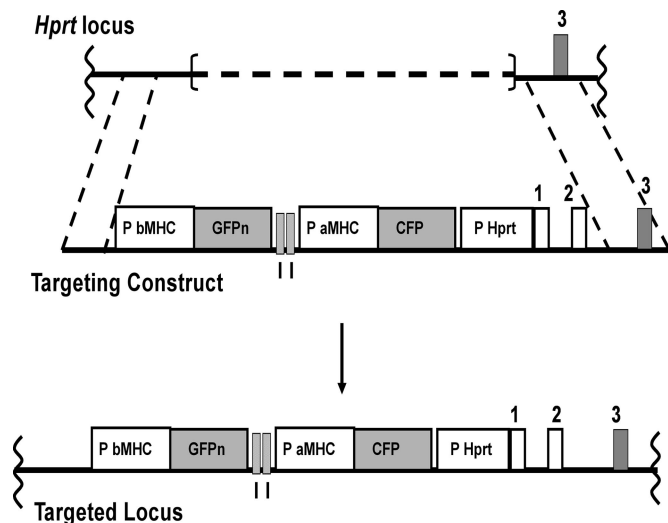 3
Hprt locus
1 2 3
P bMHC GFPn P aMHC CFP P Hprt
I I
Targeting Construct
1 2 3
P bMHC GFPn P aMHC CFP P Hprt
I I
Targeted Locus